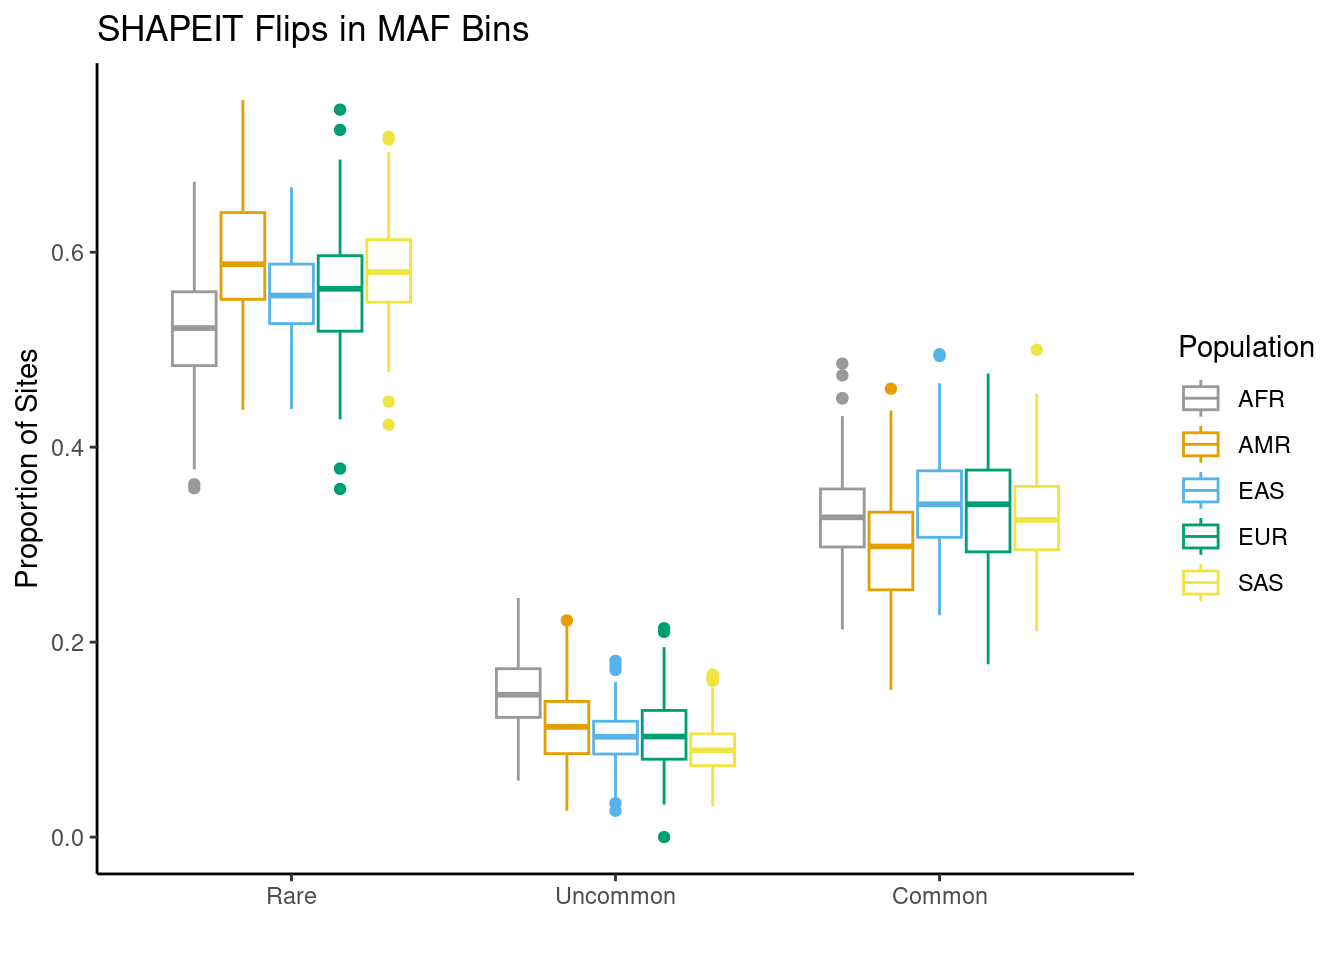 SHAPEIT Flips in MAF Bins
Proportion of Sites
0.6
0.4
0.2
0.0
Rare
Uncommon
Common
Population
AFR
AMR
EAS
EUR
SAS